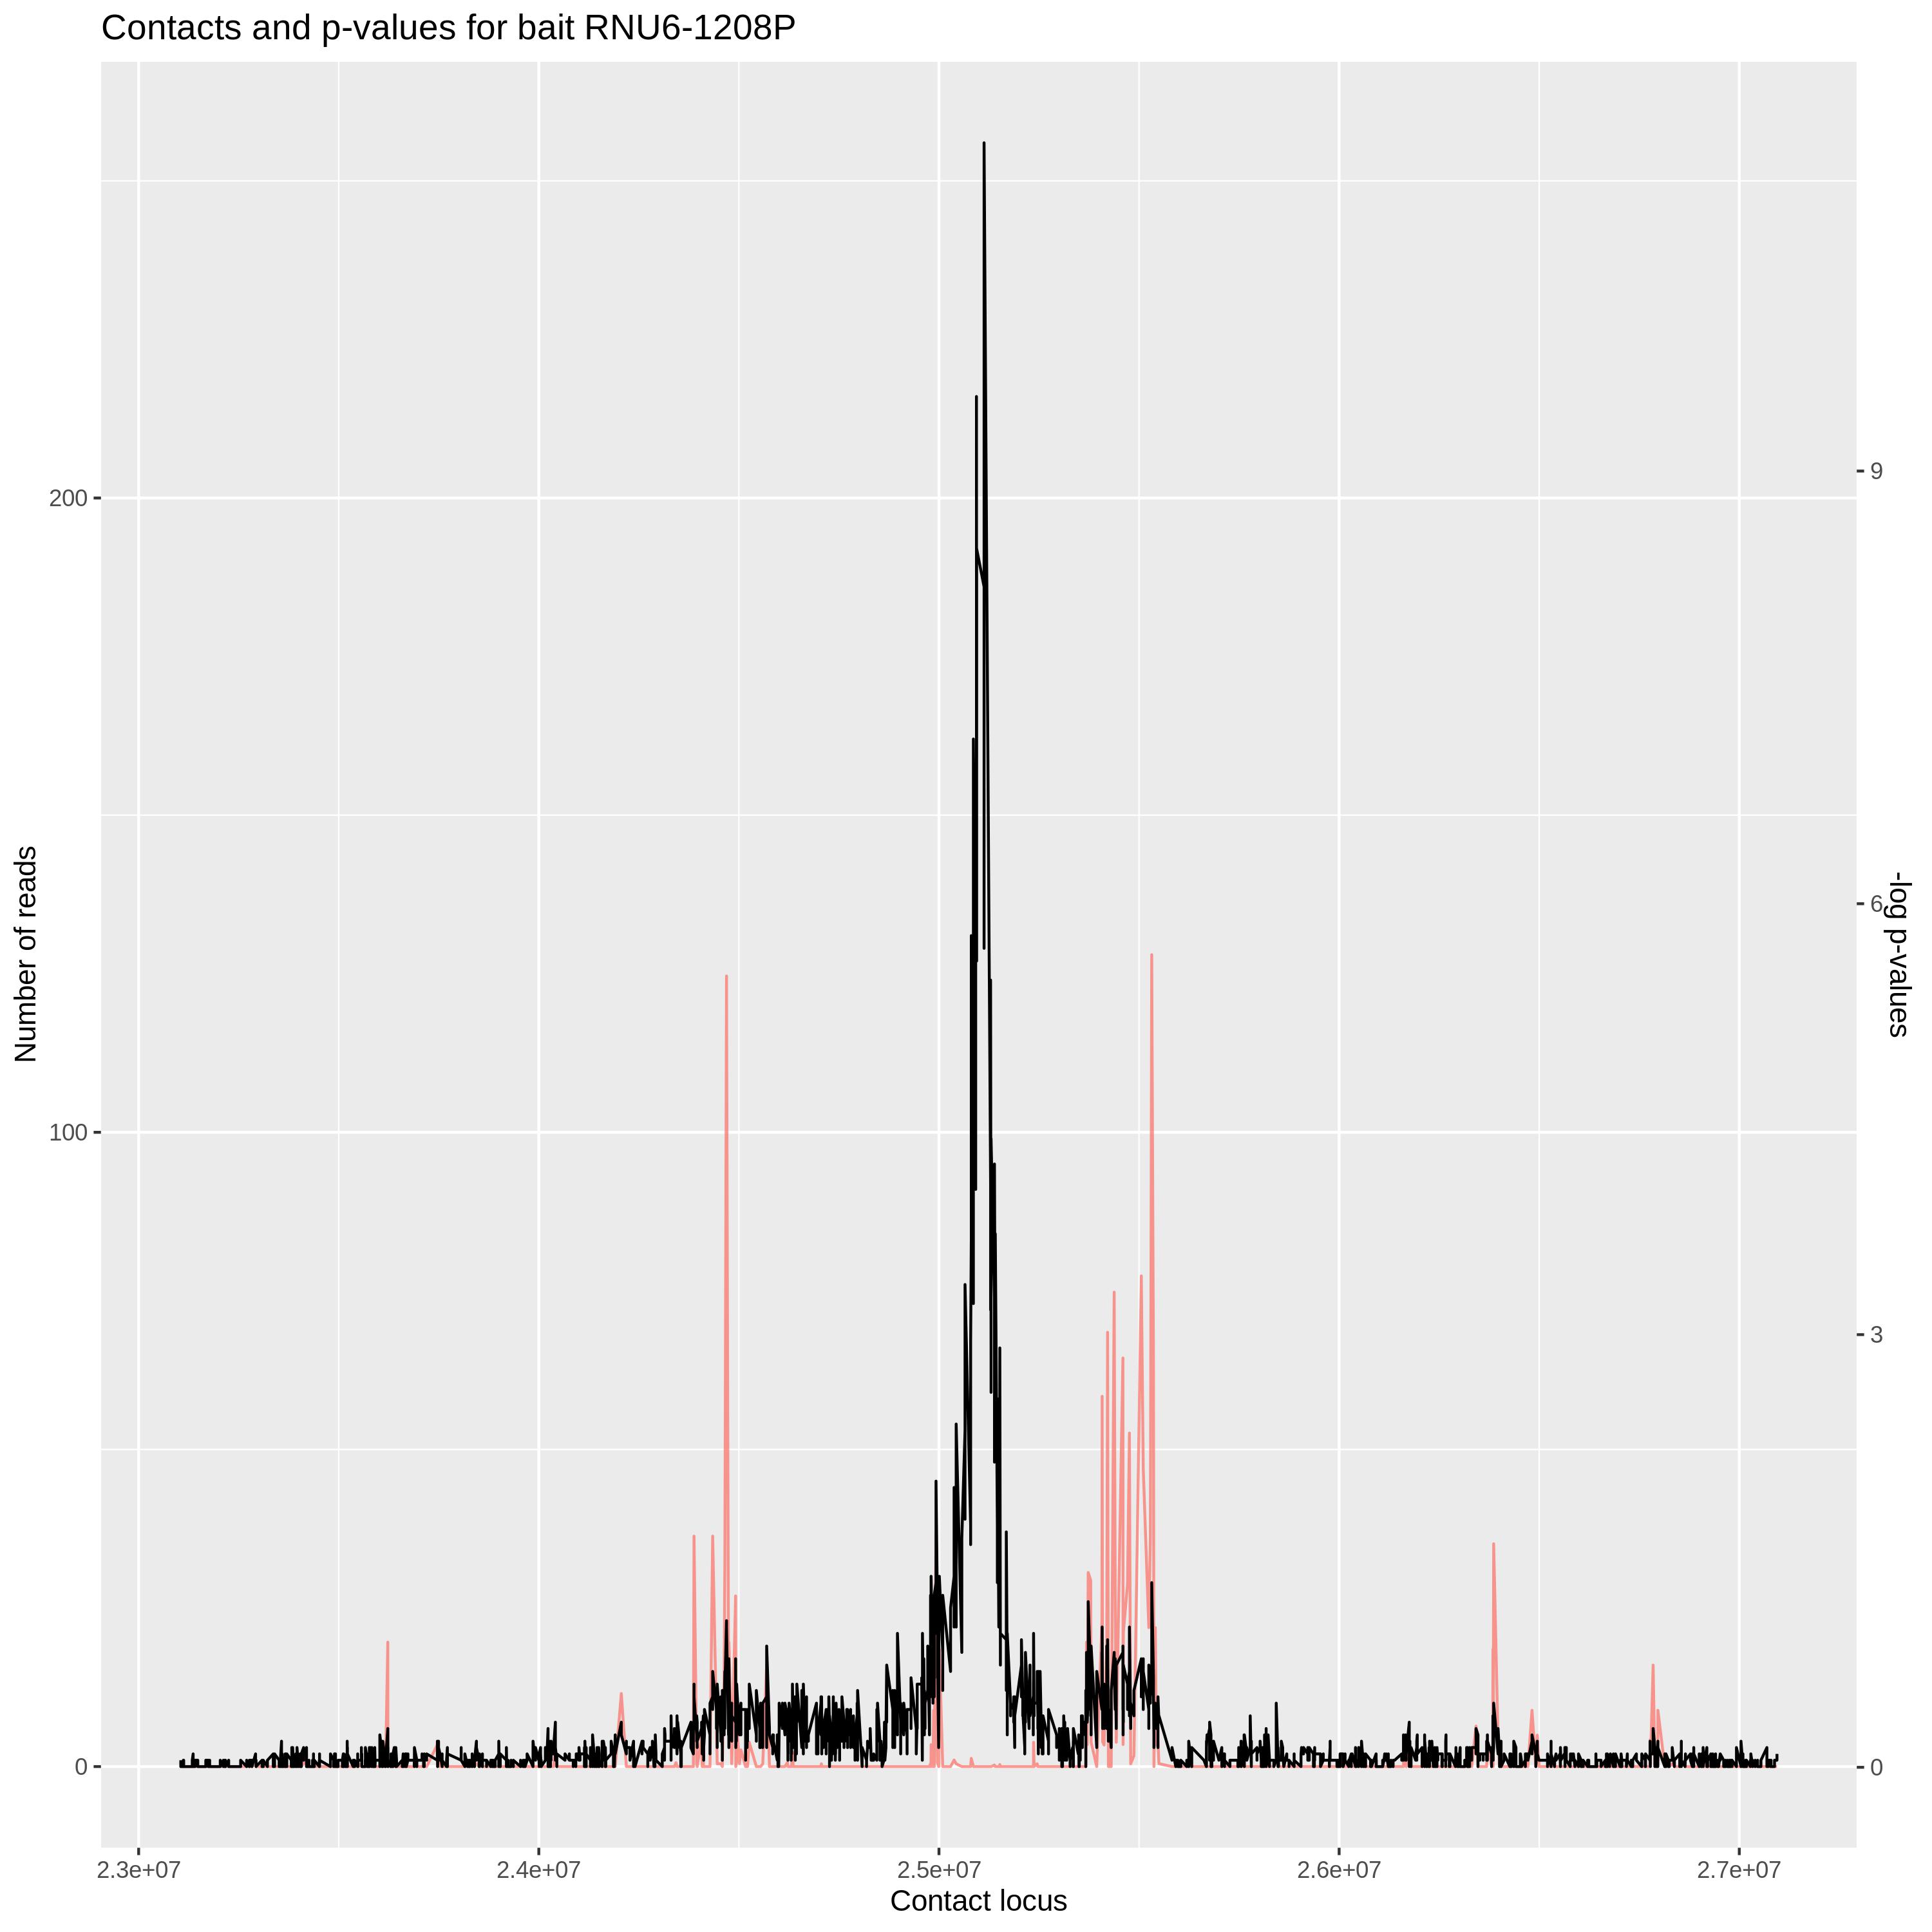 Contacts and p-values for bait RNU6-1208P
200
100
0
Number of reads
9
6
3
0
-log p-values
2.3e+07
2.4e+07
2.5e+07
2.6e+07
2.7e+07
Contact locus